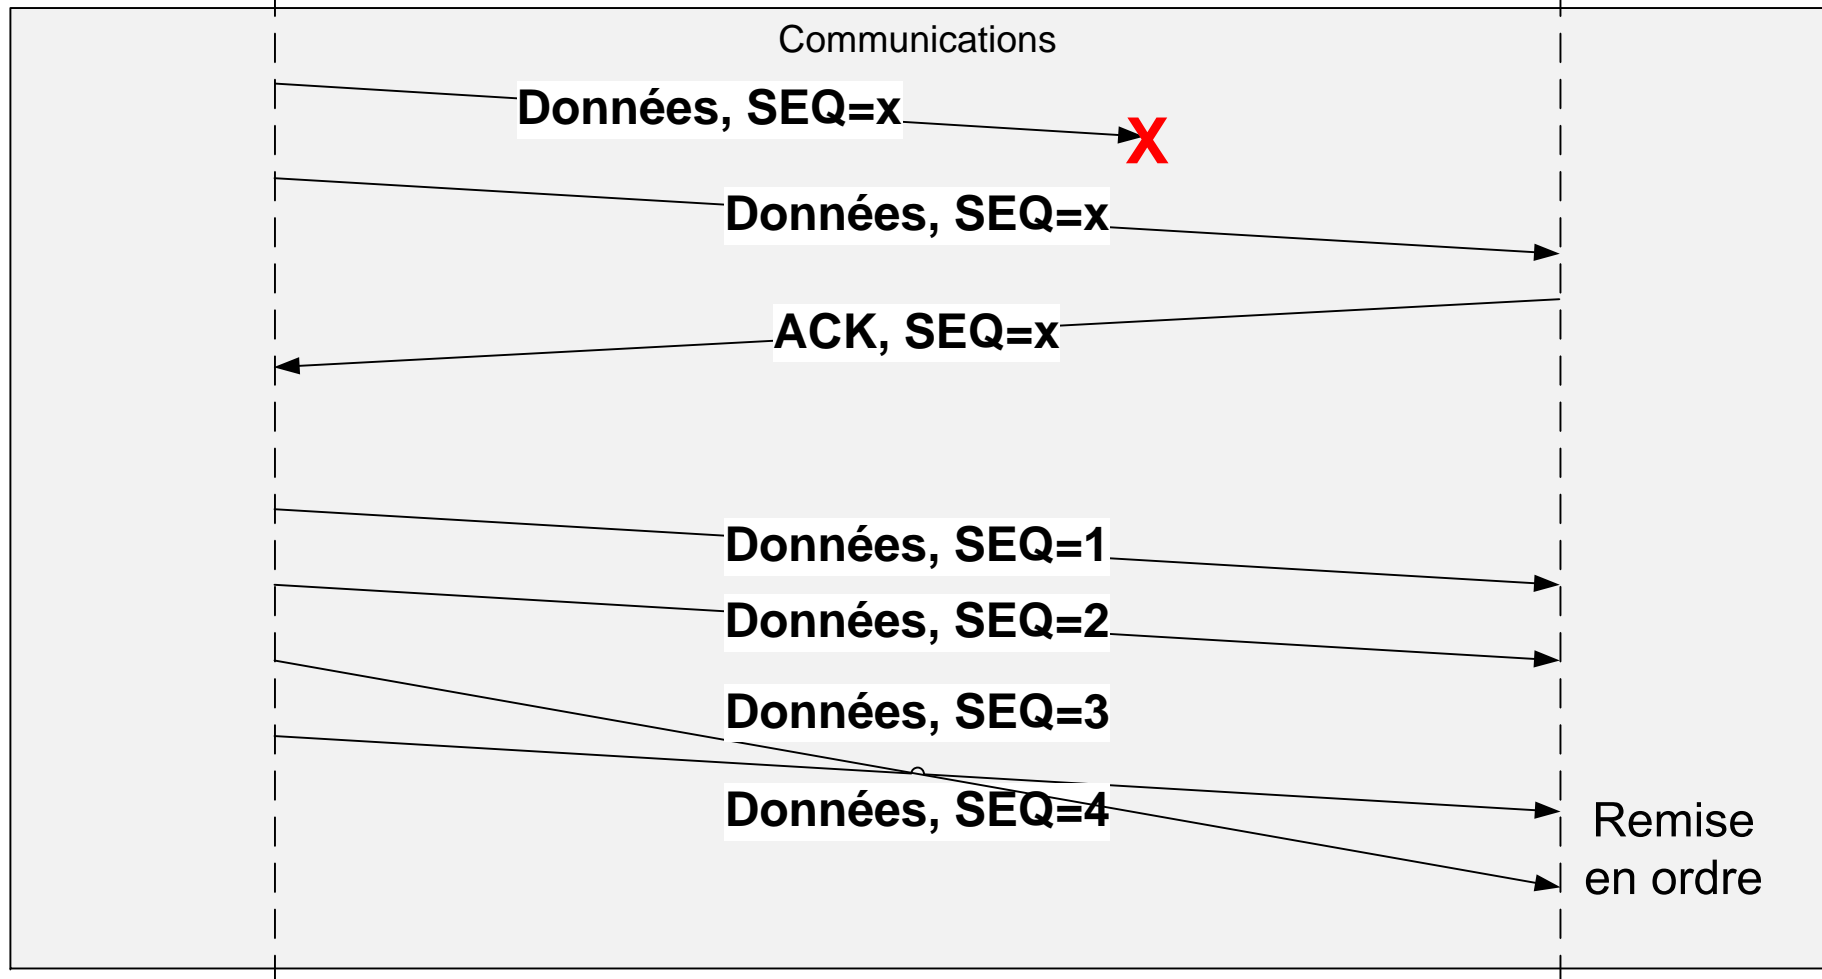 Communications
Données, SEQ=x
X
Données, SEQ=x
ACK, SEQ=x
Données, SEQ=1
Données, SEQ=2
Données, SEQ=3
Données, SEQ=4
Remise
en ordre